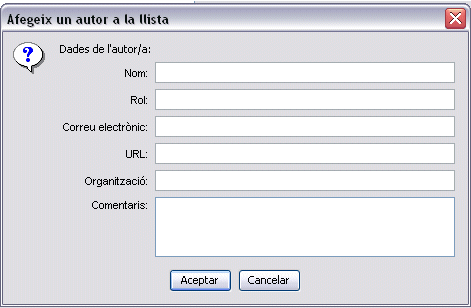 Afegeix un autor a la llista
Dades de l'autor/a:
Nom:
Rol:
Correu electrònic:
URL:
Organització:
Comentaris:
Aceptar Cancelar